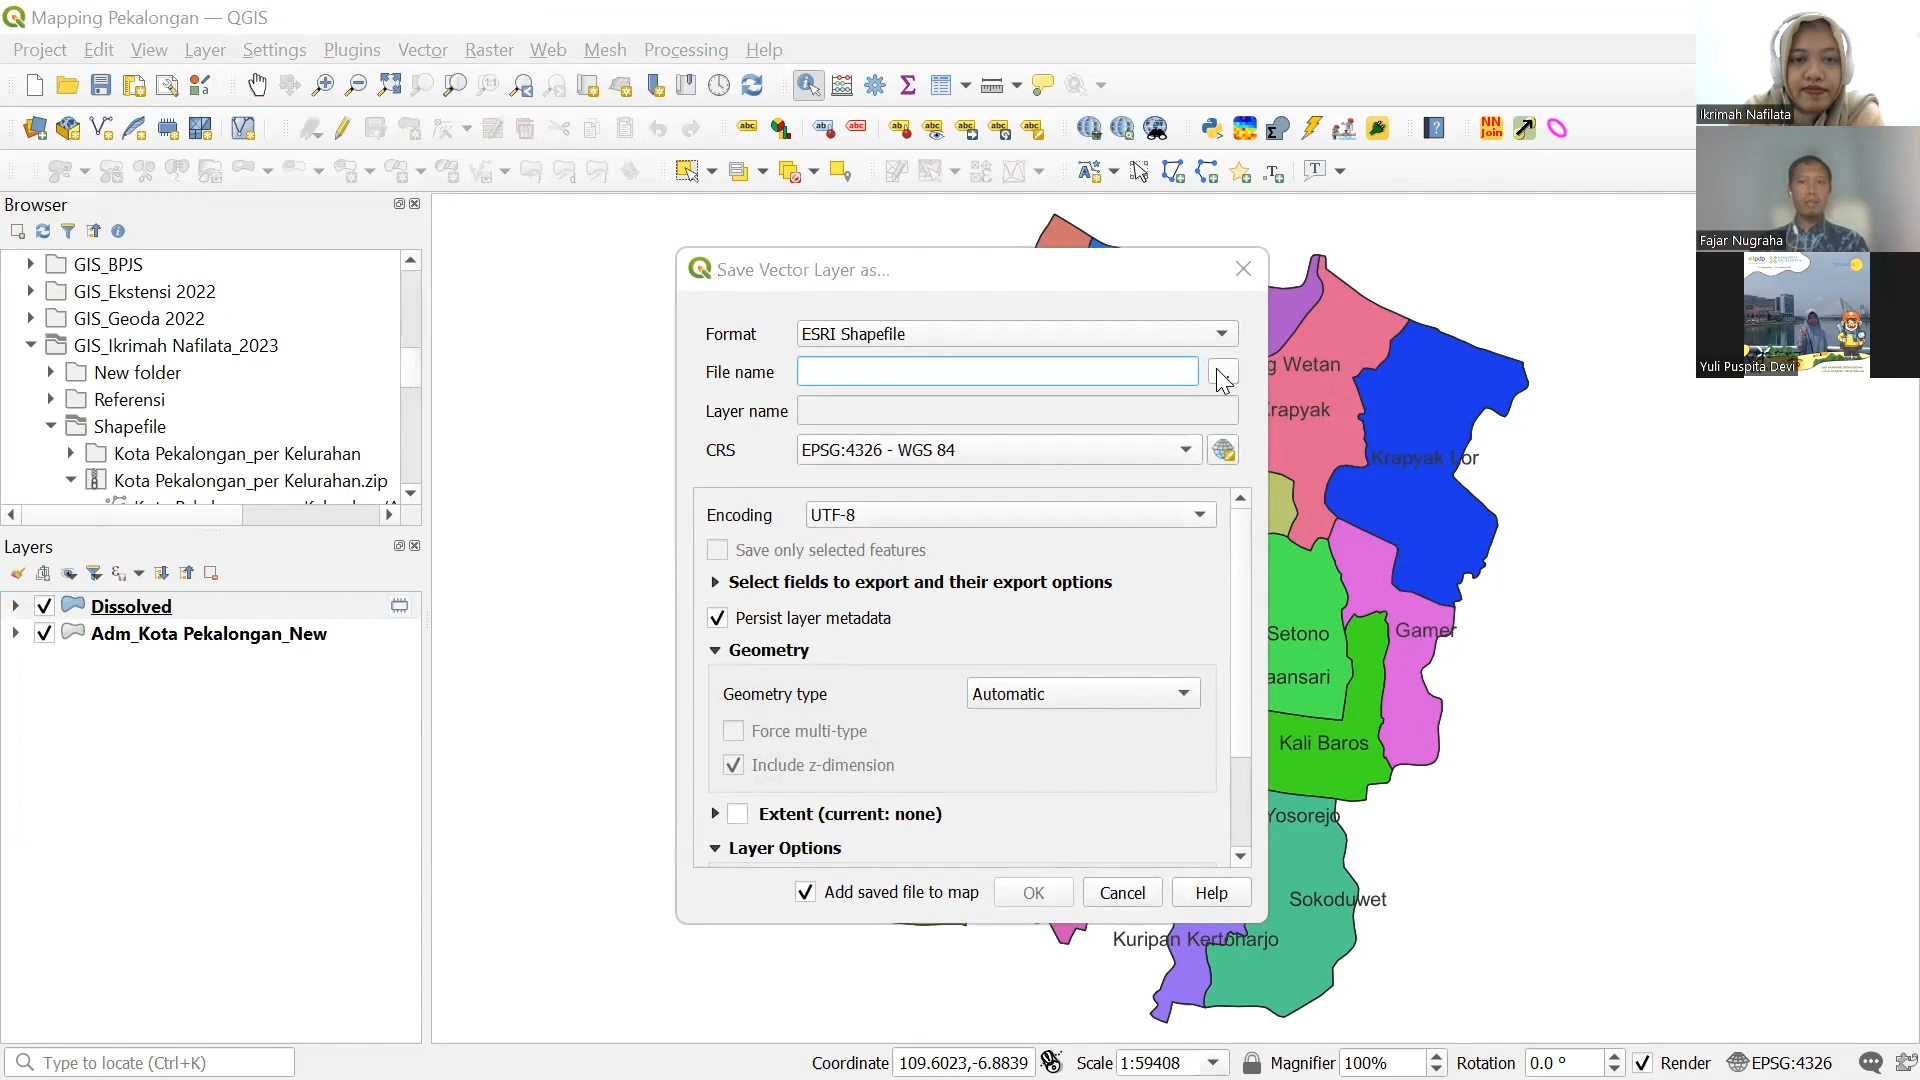 Mapping Pekalongan — QGIS
Project Edit View Layer Settings Plugins Vector Raster Web Mesh Processing Help
Browser
GIS_BPJS
GIS_Ekstensi 2022
GIS_Geoda 2022
GIS_Ikrimah Nafilata_2023
New folder
Referensi
Shapefile
Kota Pekalongan_per Kelurahan
Kota Pekalongan_per Kelurahan.zip
Layers
Dissolved
Adm_Kota Pekalongan_New
Save Vector Layer as...
Format ESRI Shapefile
File name
Layer name
CRS EPSG:4326 - WGS 84
Encoding UTF-8
Save only selected features
Select fields to export and their export options
Persist layer metadata
Geometry
Geometry type Automatic
Force multi-type
Include z-dimension
Extent (current: none)
Layer Options
Add saved file to map OK Cancel Help
g Wetan
Krapyak
Krapyak Lor
Setono
Gamer
aansari
Kali Baros
Yosorejo
Sokoduwet
Kuripan Kertoharjo
Ikrimah Nafilata
Fajar Nugraha
lpdp
Yuli Puspita Devi
NN
Join
Type to locate (Ctrl+K) Coordinate 109.6023,-6.8839 Scale 1:59408 Magnifier 100% Rotation 0.0 ° Render EPSG:4326